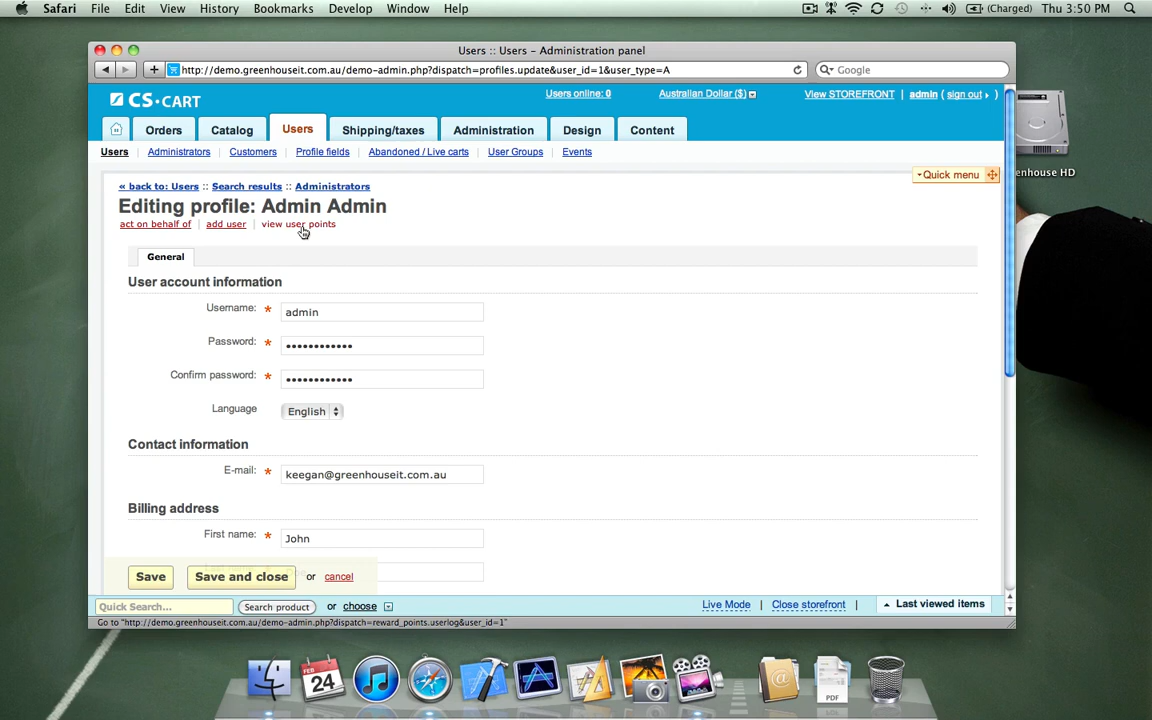 Safari File Edit View History Bookmarks Develop Window Help (Charged) Thu 3:50 PM
Users :: Users - Administration panel
http://demo.greenhouseit.com.au/demo-admin.php?dispatch=profiles.update&user_id=1&user_type=A Google
CS-CART Users online: 0 Australian Dollar ($) View STOREFRONT | admin ( sign out )
Orders Catalog Users Shipping/taxes Administration Design Content
Users Administrators Customers Profile fields Abandoned / Live carts User Groups Events
enhouse HD
« back to: Users :: Search results :: Administrators Quick menu
Editing profile: Admin Admin
act on behalf of | add user | view user points
General
User account information
Username: * admin
Password: * ••••••••••••
Confirm password: * ••••••••••••
Language English
Contact information
E-mail: * keegan@greenhouseit.com.au
Billing address
First name: * John
Save Save and close or cancel
Quick Search... Search product or choose Live Mode | Close storefront | Last viewed items
Go to "http://demo.greenhouseit.com.au/demo-admin.php?dispatch=reward_points.userlog&user_id=1"
FEB
24
PDF